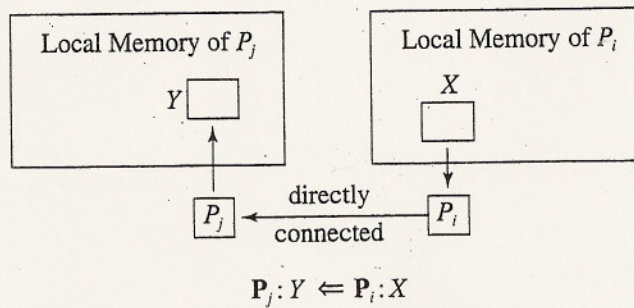 Local Memory of Pj
Local Memory of Pi
Y
X
Pj
directly
connected
Pi
Pj: Y ⇐ Pi: X